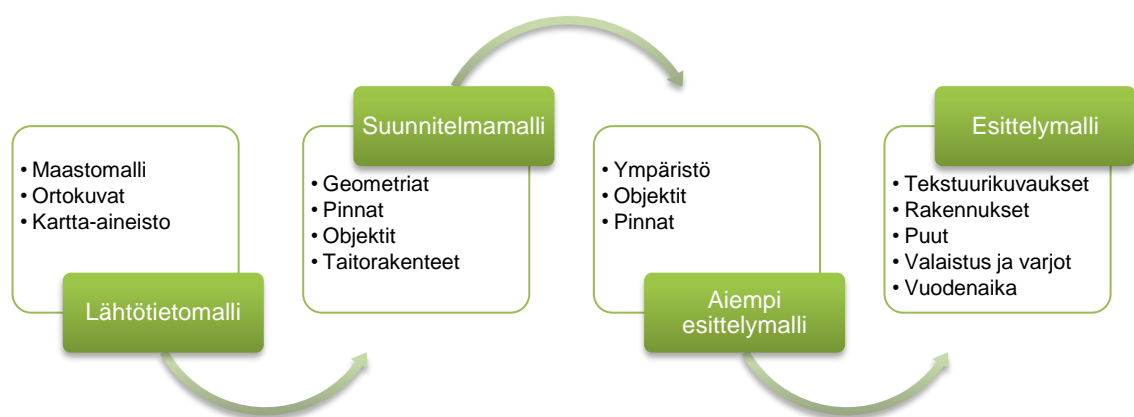 • Maastomalli
• Ortokuvat
• Kartta-aineisto
Lähtötietomalli
Suunnitelmamalli
• Geometriat
• Pinnat
• Objektit
• Taitorakenteet
• Ympäristö
• Objektit
• Pinnat
Aiempi
esittelymalli
Esittelymalli
• Tekstuurikuvaukset
• Rakennukset
• Puut
• Valaistus ja varjot
• Vuodenaika